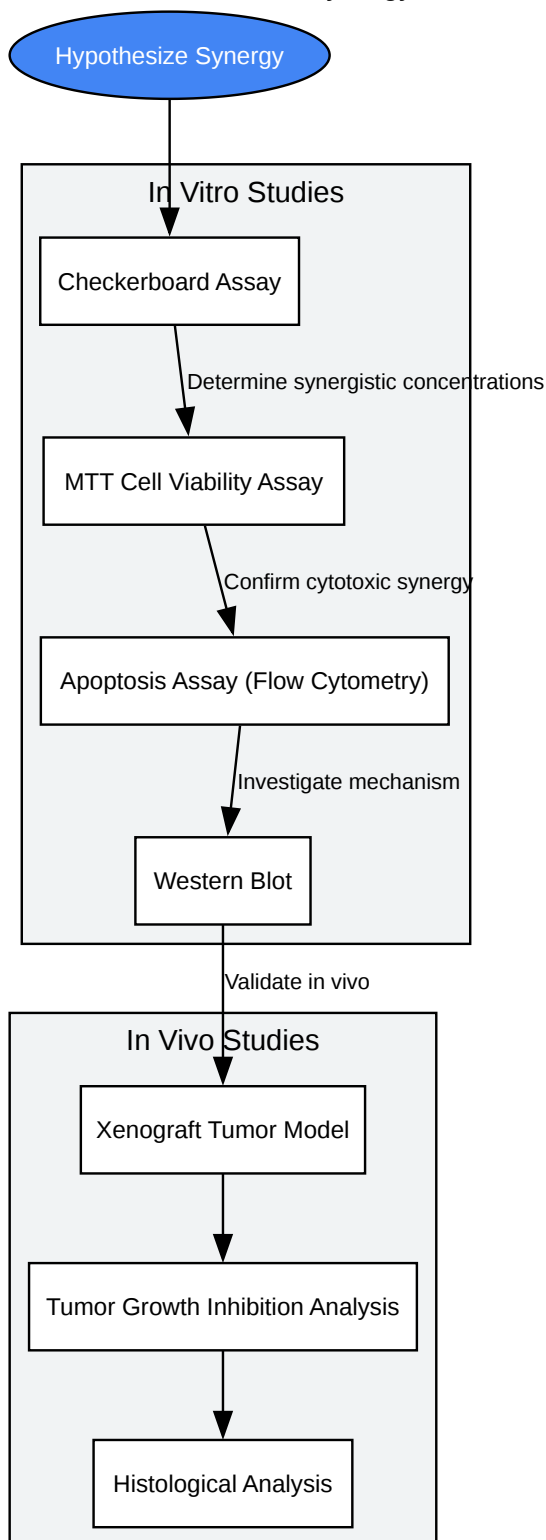 Hypothesize Synergy
In Vitro Studies
Checkerboard Assay
Determine synergistic concentrations
MTT Cell Viability Assay
Confirm cytotoxic synergy
Apoptosis Assay (Flow Cytometry)
Investigate mechanism
Western Blot
Validate in vivo
In Vivo Studies
Xenograft Tumor Model
Tumor Growth Inhibition Analysis
Histological Analysis